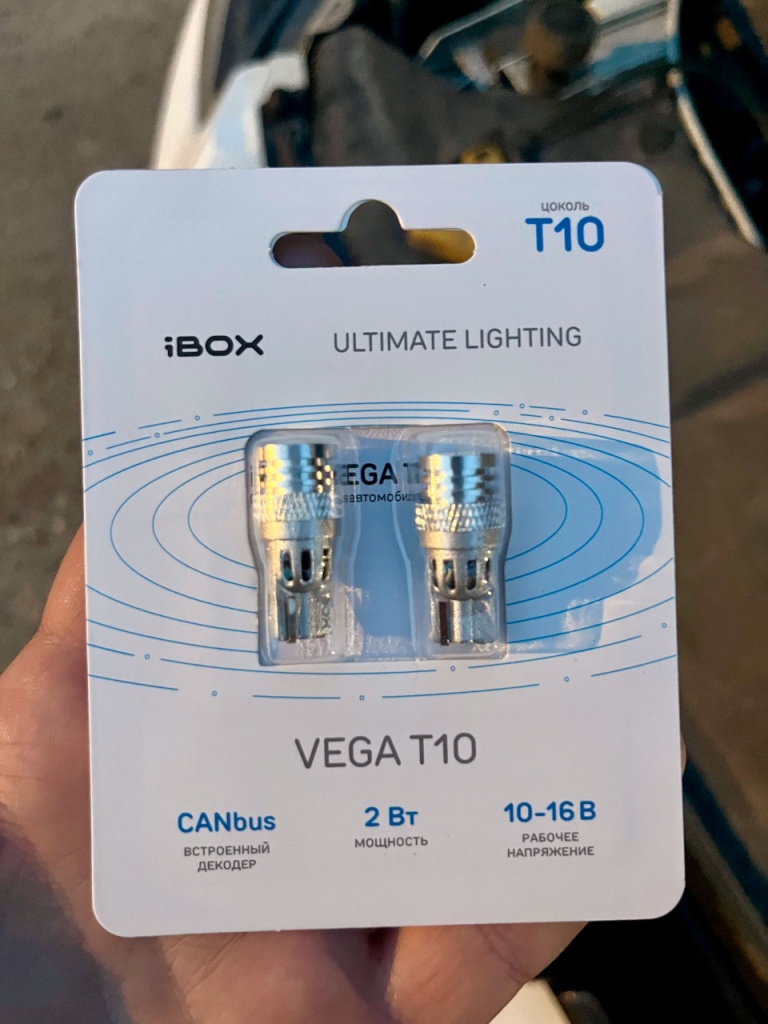 цоколь
T10
iBOX
ULTIMATE LIGHTING
VEGA T10
CANbus
ВСТРОЕННЫЙ
ДЕКОДЕР
2 Вт
МОЩНОСТЬ
10-16 В
РАБОЧЕЕ
НАПРЯЖЕНИЕ